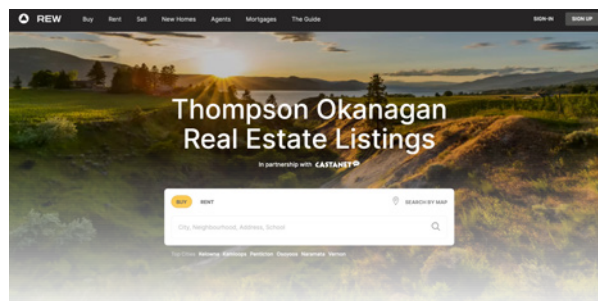 REW Buy Rent Sell New Homes Agents Mortgages The Guide SIGN-IN SIGN UP
Thompson Okanagan
Real Estate Listings
In partnership with CASTANET
BUY RENT SEARCH BY MAP
City, Neighbourhood, Address, School
Top Cities: Kelowna Kamloops Penticton Osoyoos Naramata Vernon